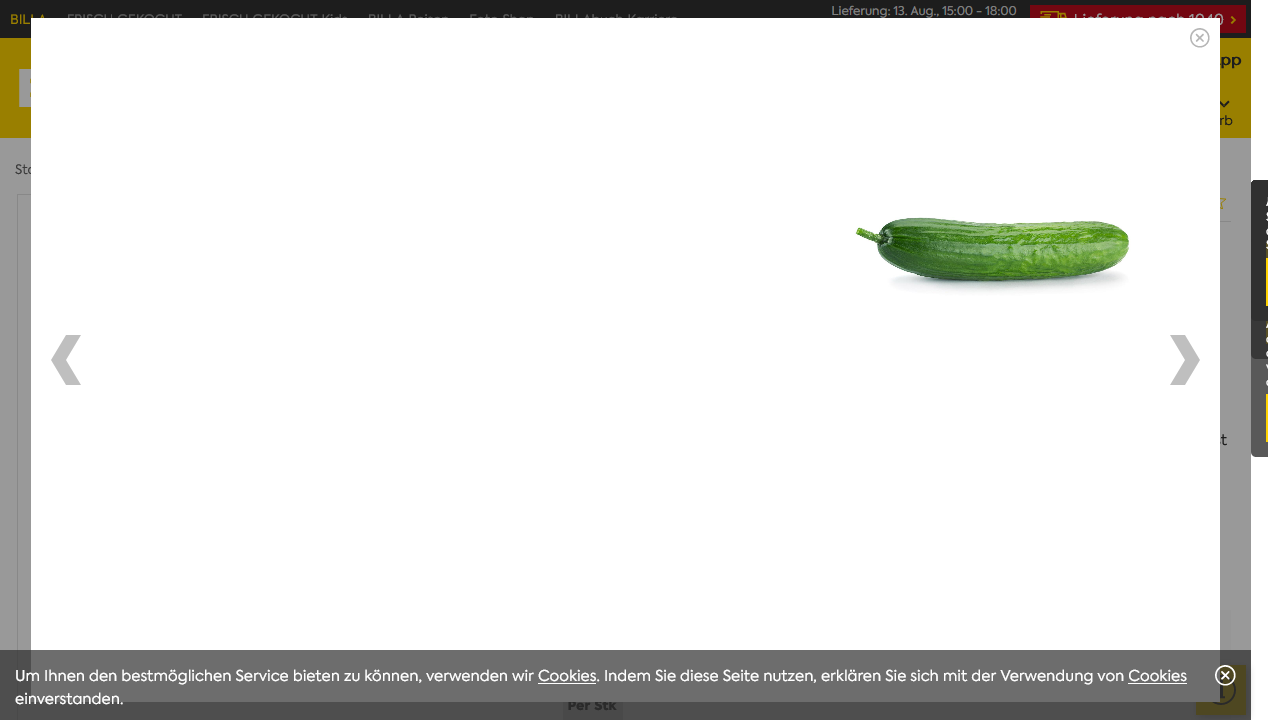 BILLA FRISCH GEKOCHT FRISCH GEKOCHT Kids BILLA Reisen Foto Shop BILLAbuch Karriere
Lieferung: 13. Aug., 15:00 - 18:00
Lieferung nach 1040
Um Ihnen den bestmöglichen Service bieten zu können, verwenden wir Cookies. Indem Sie diese Seite nutzen, erklären Sie sich mit der Verwendung von Cookies
einverstanden.
Per Stk